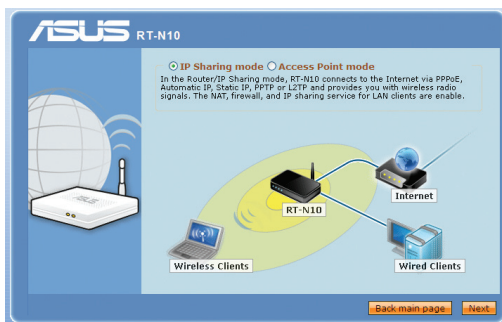 ASUS RT-N10
IP Sharing mode Access Point mode
In the Router/IP Sharing mode, RT-N10 connects to the Internet via PPPoE,
Automatic IP, Static IP, PPTP or L2TP and provides you with wireless radio
signals. The NAT, firewall, and IP sharing service for LAN clients are enable.
ASUS
Internet
RT-N10
Wireless Clients
Wired Clients
Back main page Next